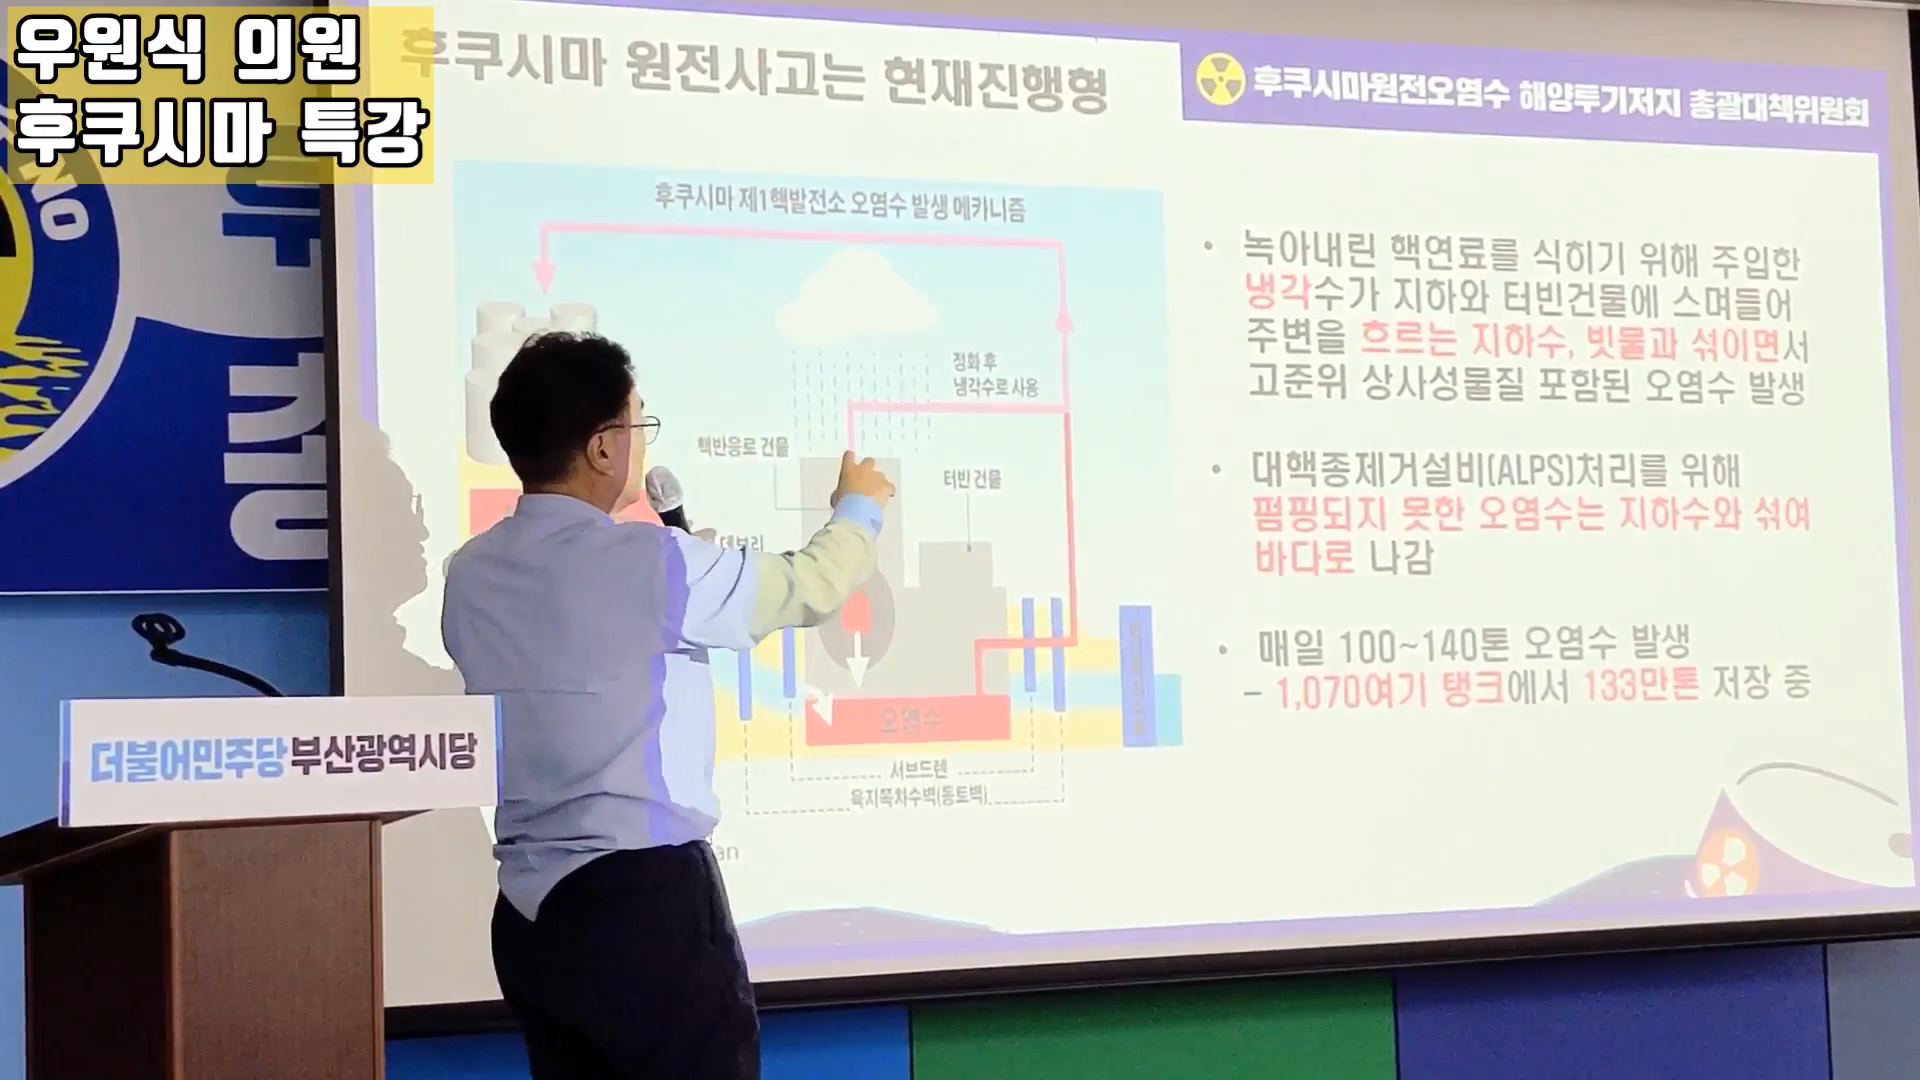 우원식 의원
후쿠시마 특강
NO
후쿠시마 원전사고는 현재진행형
후쿠시마원전오염수 해양투기저지 총괄대책위원회
후쿠시마 제1핵발전소 오염수 발생 메카니즘
정화 후
냉각수로 사용
핵반응로 건물
터빈 건물
데브리
오염수
서브드렌
육지쪽차수벽(동토벽)
• 녹아내린 핵연료를 식히기 위해 주입한
냉각수가 지하와 터빈건물에 스며들어
주변을 흐르는 지하수, 빗물과 섞이면서
고준위 상사성물질 포함된 오염수 발생
• 대핵종제거설비(ALPS)처리를 위해
펌핑되지 못한 오염수는 지하수와 섞여
바다로 나감
• 매일 100~140톤 오염수 발생
– 1,070여기 탱크에서 133만톤 저장 중
더불어민주당 부산광역시당